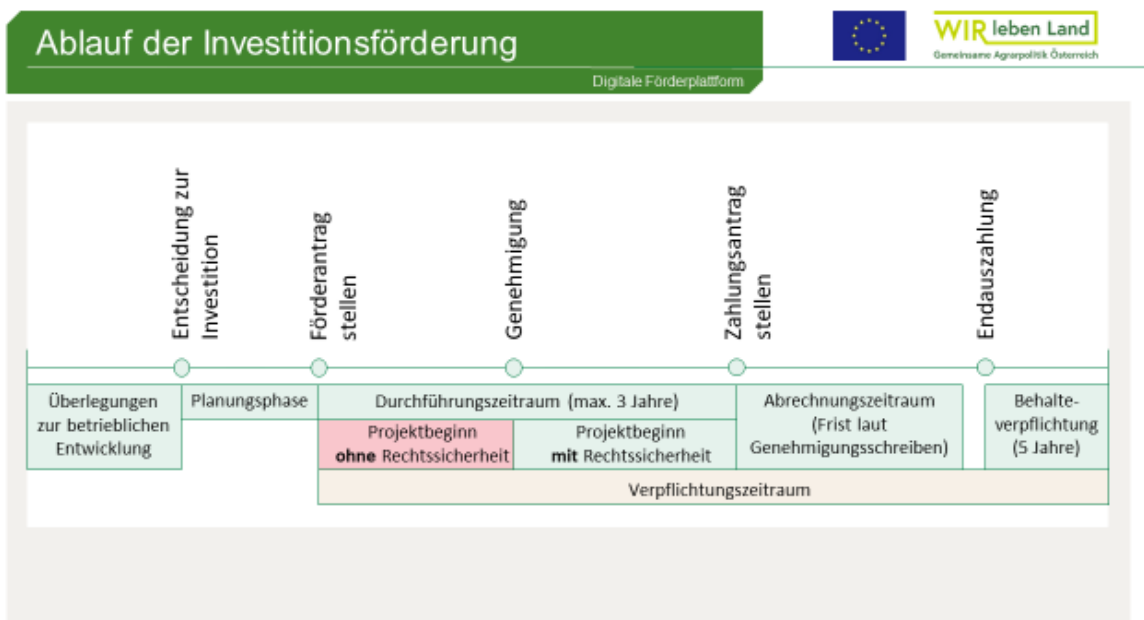 Ablauf der Investitionsförderung
Digitale Förderplattform
WIR leben Land
Gemeinsame Agrarpolitik Österreich
Entscheidung zur
Investition
Förderantrag
stellen
Genehmigung
Zahlungsantrag
stellen
Endauszahlung
Überlegungen
zur betrieblichen
Entwicklung
Planungsphase
Durchführungszeitraum (max. 3 Jahre)
Projektbeginn
ohne Rechtssicherheit
Projektbeginn
mit Rechtssicherheit
Abrechnungszeitraum
(Frist laut
Genehmigungsschreiben)
Behalte-
verpflichtung
(5 Jahre)
Verpflichtungszeitraum